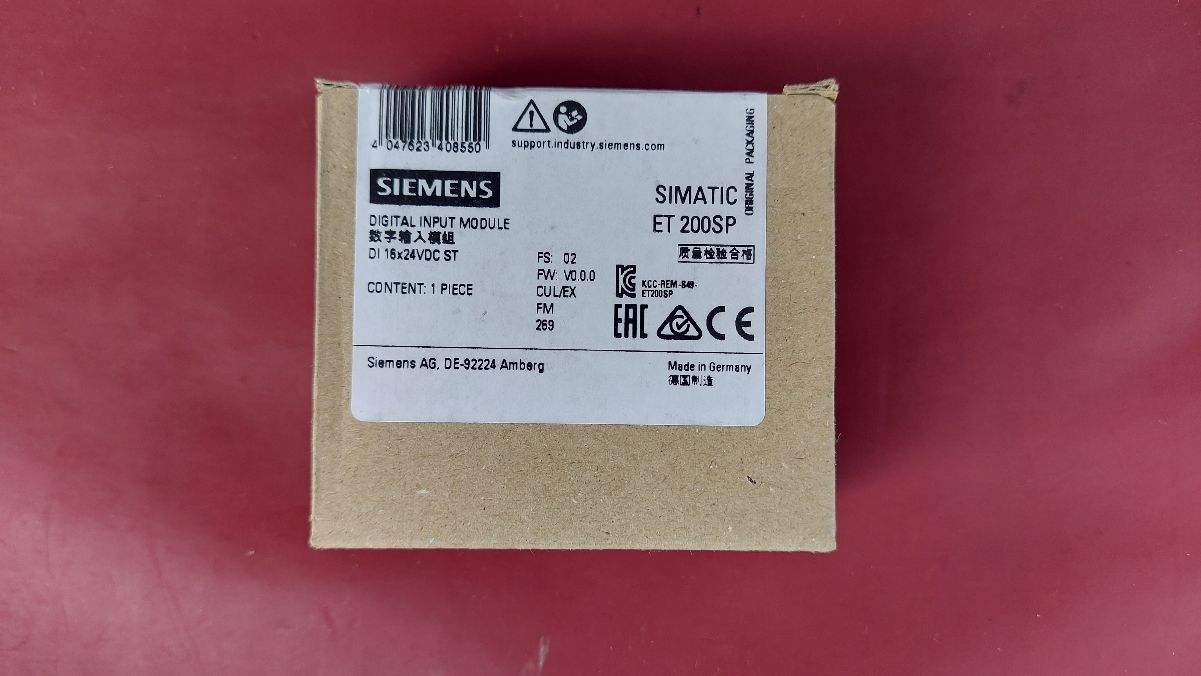 4 047623 408550
support.industry.siemens.com
ORIGINAL PACKAGING
SIEMENS
SIMATIC
ET 200SP
DIGITAL INPUT MODULE
数字输入模组
DI 16x24VDC ST
质量检验合格
FS: 02
FW: V0.0.0
CUL/EX
FM
269
CONTENT: 1 PIECE
KCC-REM-S49-
ET200SP
EAC
CE
Siemens AG, DE-92224 Amberg
Made in Germany
德国制造